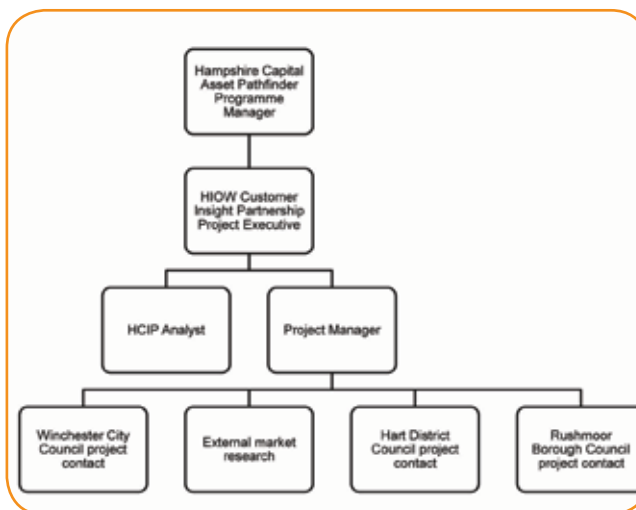 Hampshire Capital
Asset Pathfinder
Programme
Manager
HIOW Customer
Insight Partnership
Project Executive
HCIP Analyst
Project Manager
Winchester City
Council project
contact
External market
research
Hart District
Council project
contact
Rushmoor
Borough Council
project contact